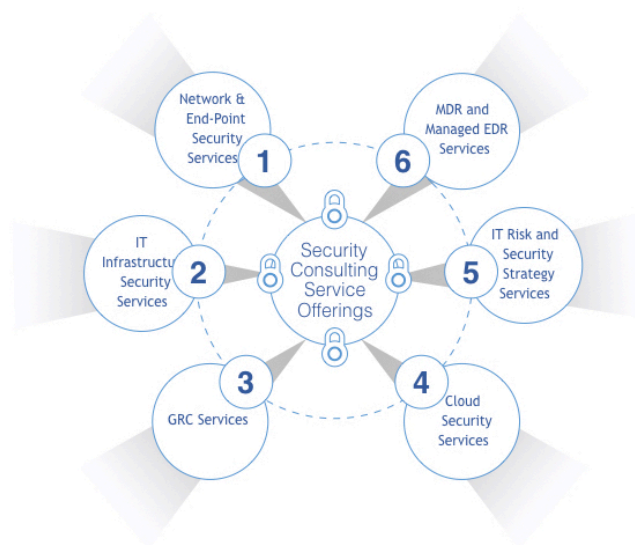 Network &
End-Point
Security
Services
1
MDR and
Managed EDR
Services
6
IT
Infrastructu
Security
Services
2
Security
Consulting
Service
Offerings
IT Risk and
Security
Strategy
Services
5
GRC Services
3
Cloud
Security
Services
4